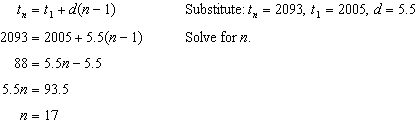 tₙ = t₁ + d(n − 1) Substitute: tₙ = 2093, t₁ = 2005, d = 5.5
2093 = 2005 + 5.5(n − 1) Solve for n.
88 = 5.5n − 5.5
5.5n = 93.5
n = 17